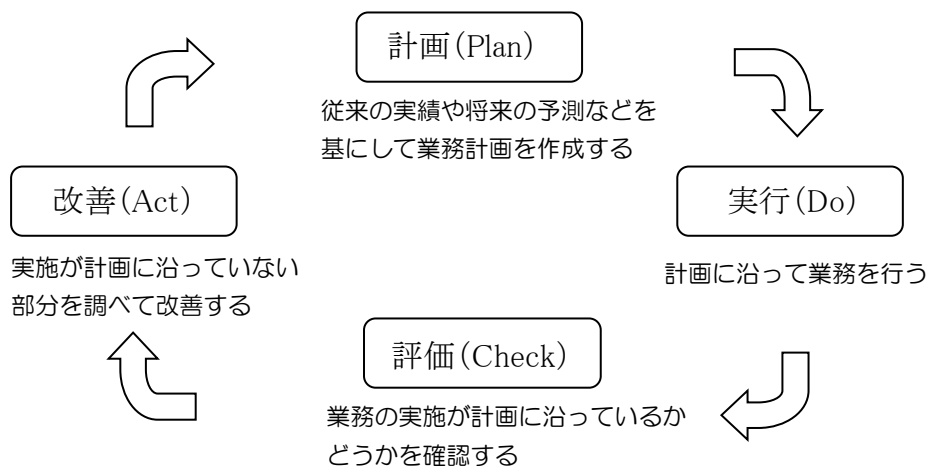 計画(Plan)
従来の実績や将来の予測などを
基にして業務計画を作成する
実行(Do)
計画に沿って業務を行う
評価(Check)
業務の実施が計画に沿っているか
どうかを確認する
改善(Act)
実施が計画に沿っていない
部分を調べて改善する